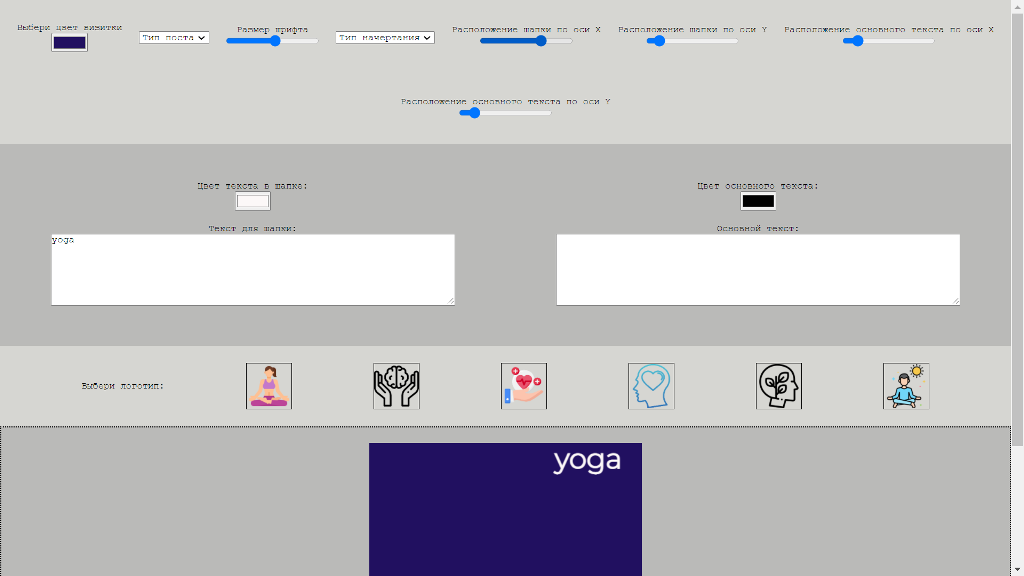 Выбери цвет визитки
Тип поста
Размер шрифта
Тип начертания
Расположение шапки по оси X
Расположение шапки по оси Y
Расположение основного текста по оси X
Расположение основного текста по оси Y
Цвет текста в шапке:
Цвет основного текста:
Текст для шапки:
Основной текст:
yoga
Выбери логотип:
yoga